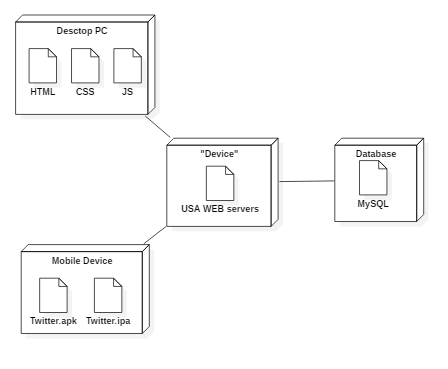 Desctop PC
HTML CSS JS
"Device"
USA WEB servers
Database
MySQL
Mobile Device
Twitter.apk Twitter.ipa